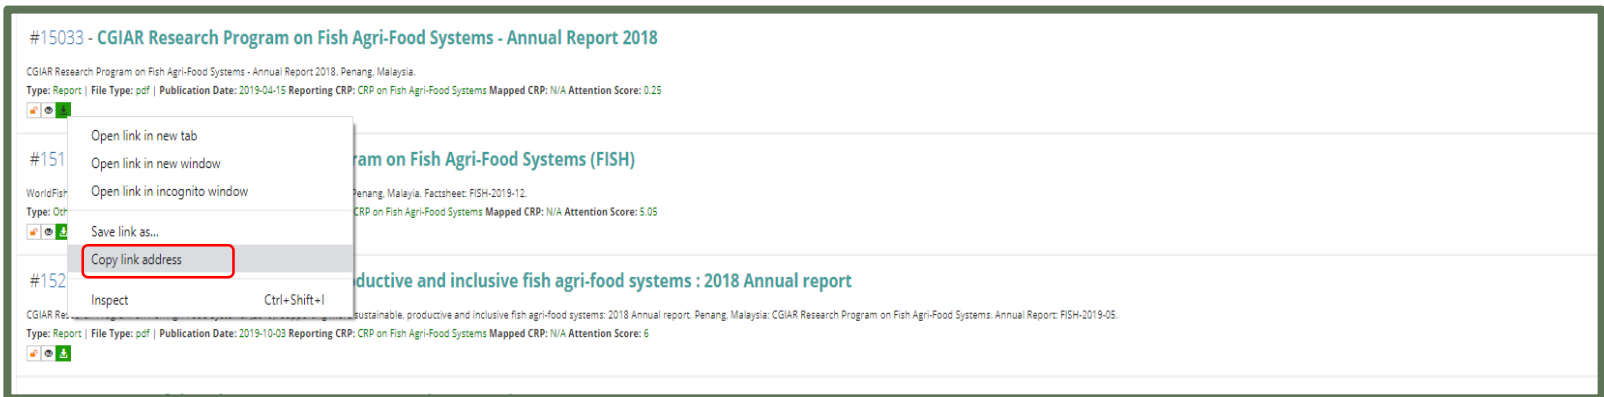 #15033 - CGIAR Research Program on Fish Agri-Food Systems - Annual Report 2018
CGIAR Research Program on Fish Agri-Food Systems - Annual Report 2018. Penang, Malaysia.
Type: Report | File Type: pdf | Publication Date: 2019-04-15 Reporting CRP: CRP on Fish Agri-Food Systems Mapped CRP: N/A Attention Score: 0.25
Open link in new tab
Open link in new window
Open link in incognito window
Save link as...
Copy link address
Inspect Ctrl+Shift+I
#151 ram on Fish Agri-Food Systems (FISH)
WorldFish Penang, Malayia. Factsheet: FISH-2019-12.
Type: Oth CRP on Fish Agri-Food Systems Mapped CRP: N/A Attention Score: 5.05
#152 ductive and inclusive fish agri-food systems : 2018 Annual report
CGIAR Re sustainable, productive and inclusive fish agri-food systems: 2018 Annual report. Penang, Malaysia: CGIAR Research Program on Fish Agri-Food Systems. Annual Report: FISH-2019-05.
Type: Report | File Type: pdf | Publication Date: 2019-10-03 Reporting CRP: CRP on Fish Agri-Food Systems Mapped CRP: N/A Attention Score: 6